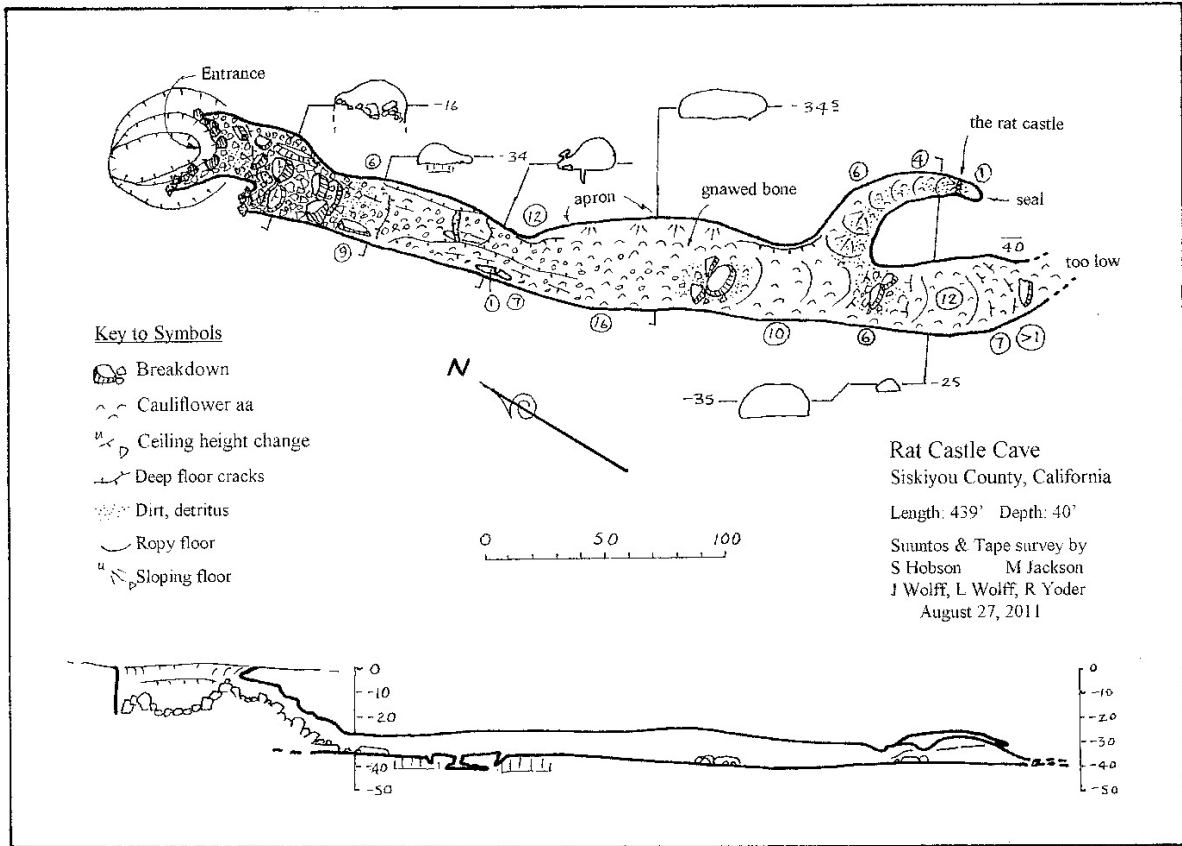 Entrance
-16
-34⁵
the rat castle
6
-34
6
4
1
apron
gnawed bone
seal
12
40
too low
9
1
7
16
10
6
12
7
>1
Key to Symbols
Breakdown
Cauliflower aa
Ceiling height change
Deep floor cracks
Dirt, detritus
Ropy floor
Sloping floor
N
-35
-25
0 50 100
Rat Castle Cave
Siskiyou County, California
Length: 439' Depth: 40'
Suuntos & Tape survey by
S Hobson M Jackson
J Wolff, L Wolff, R Yoder
August 27, 2011
0
-10
-20
-40
-50
0
-10
-20
-30
-40
-50